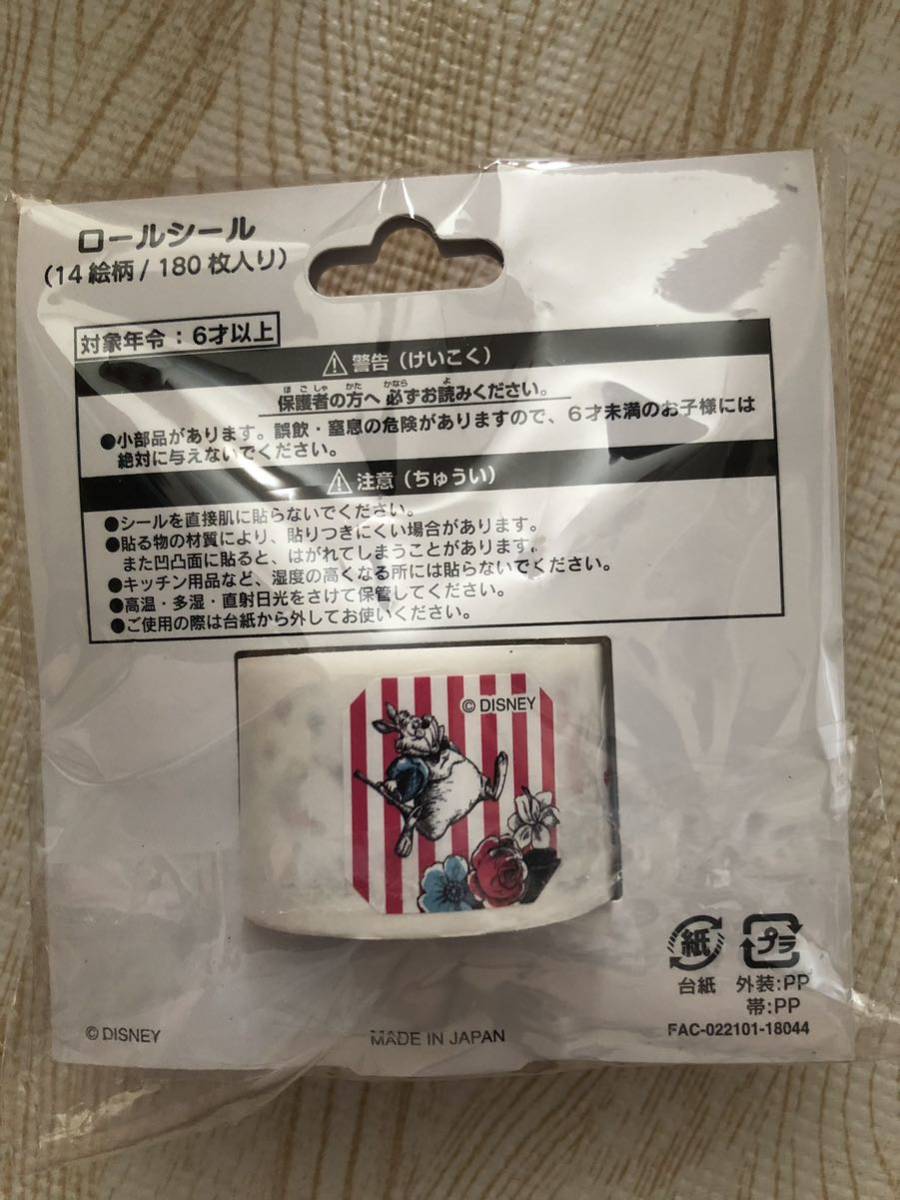 ロールシール
（14絵柄/180枚入り）
対象年令：6才以上
警告（けいこく）
ほごしゃ かた かなら よ
保護者の方へ 必ずお読みください。
●小部品があります。誤飲・窒息の危険がありますので、6才未満のお子様には
絶対に与えないでください。
注意（ちゅうい）
●シールを直接肌に貼らないでください。
●貼る物の材質により、貼りつきにくい場合があります。
また凹凸面に貼ると、はがれてしまうことがあります。
●キッチン用品など、湿度の高くなる所には貼らないでください。
●高温・多湿・直射日光をさけて保管してください。
●ご使用の際は台紙から外してお使いください。
© DISNEY
紙 プラ
台紙 外装:PP
帯:PP
© DISNEY MADE IN JAPAN FAC-022101-18044